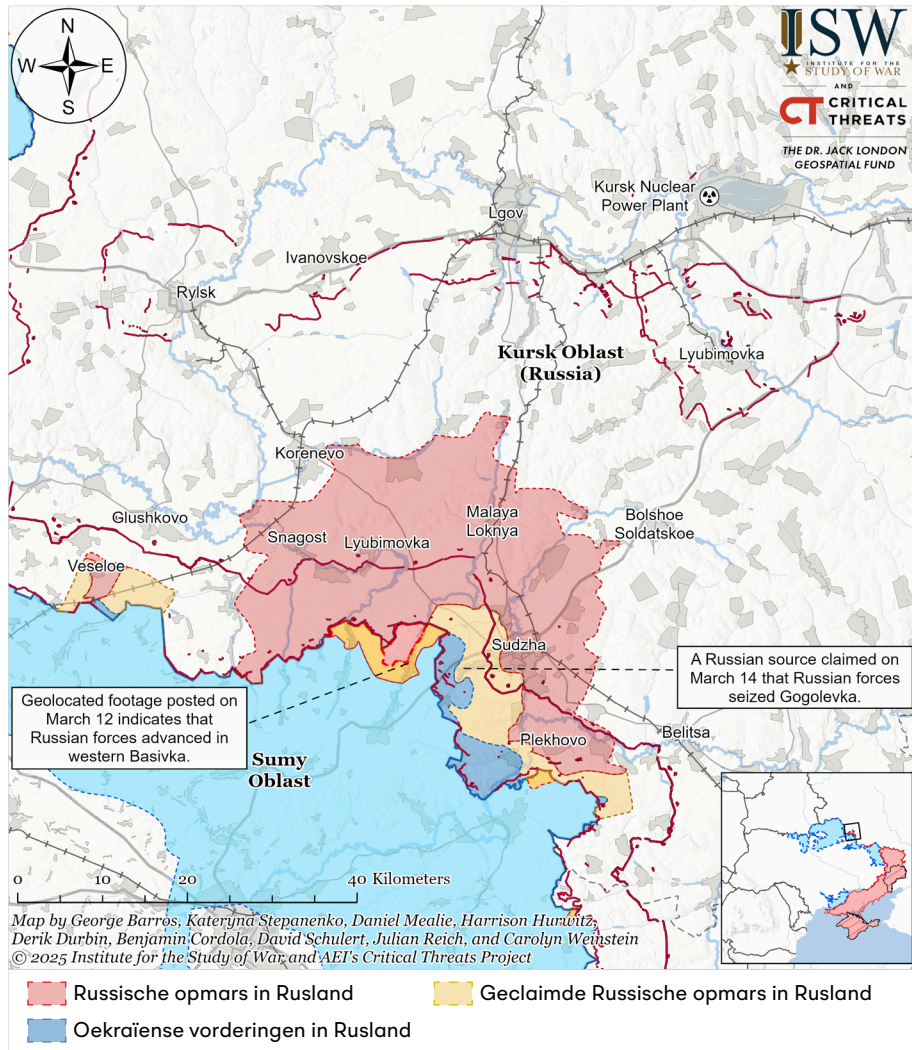 N
W E
S
ISW
INSTITUTE FOR THE
STUDY OF WAR
AND
CT CRITICAL
THREATS
THE DR. JACK LONDON
GEOSPATIAL FUND
Kursk Nuclear
Power Plant
Lgov
Ivanovskoe
Rylsk
Kursk Oblast
(Russia)
Lyubimovka
Korenevo
Glushkovo
Snagost
Lyubimovka
Malaya
Loknya
Bolshoe
Soldatskoe
Veseloe
Sudzha
A Russian source claimed on
March 14 that Russian forces
seized Gogolevka.
Geolocated footage posted on
March 12 indicates that
Russian forces advanced in
western Basivka.
Plekhovo
Belitsa
Sumy
Oblast
0 10 20 40 Kilometers
Map by George Barros, Kateryna Stepanenko, Daniel Mealie, Harrison Hurwitz,
Derik Durbin, Benjamin Cordola, David Schulert, Julian Reich, and Carolyn Weinstein
© 2025 Institute for the Study of War and AEI's Critical Threats Project
Russische opmars in Rusland
Geclaimde Russische opmars in Rusland
Oekraïense vorderingen in Rusland